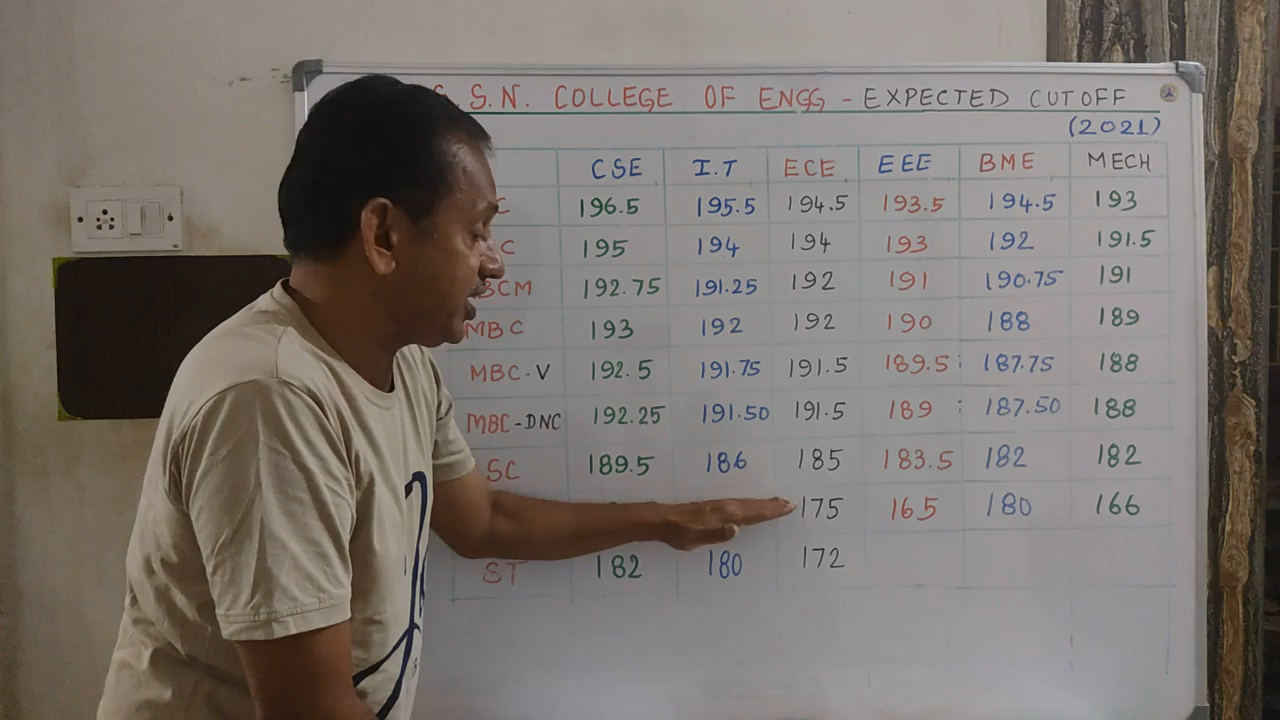 S.N. COLLEGE OF ENGG - EXPECTED CUTOFF
(2021)
CSE I.T ECE EEE BME MECH
C 196.5 195.5 194.5 193.5 194.5 193
C 195 194 194 193 192 191.5
BCM 192.75 191.25 192 191 190.75 191
MBC 193 192 192 190 188 189
MBC-V 192.5 191.75 191.5 189.5 187.75 188
MBC-DNC 192.25 191.50 191.5 189 187.50 188
SC 189.5 186 185 183.5 182 182
175 16.5 180 166
ST 182 180 172